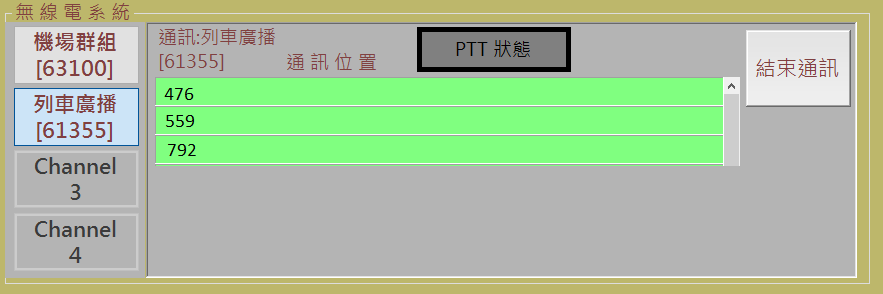 無線電系統
機場群組
[63100]
列車廣播
[61355]
Channel
3
Channel
4
通訊:列車廣播
[61355]
通訊位置
PTT 狀態
結束通訊
476
559
792